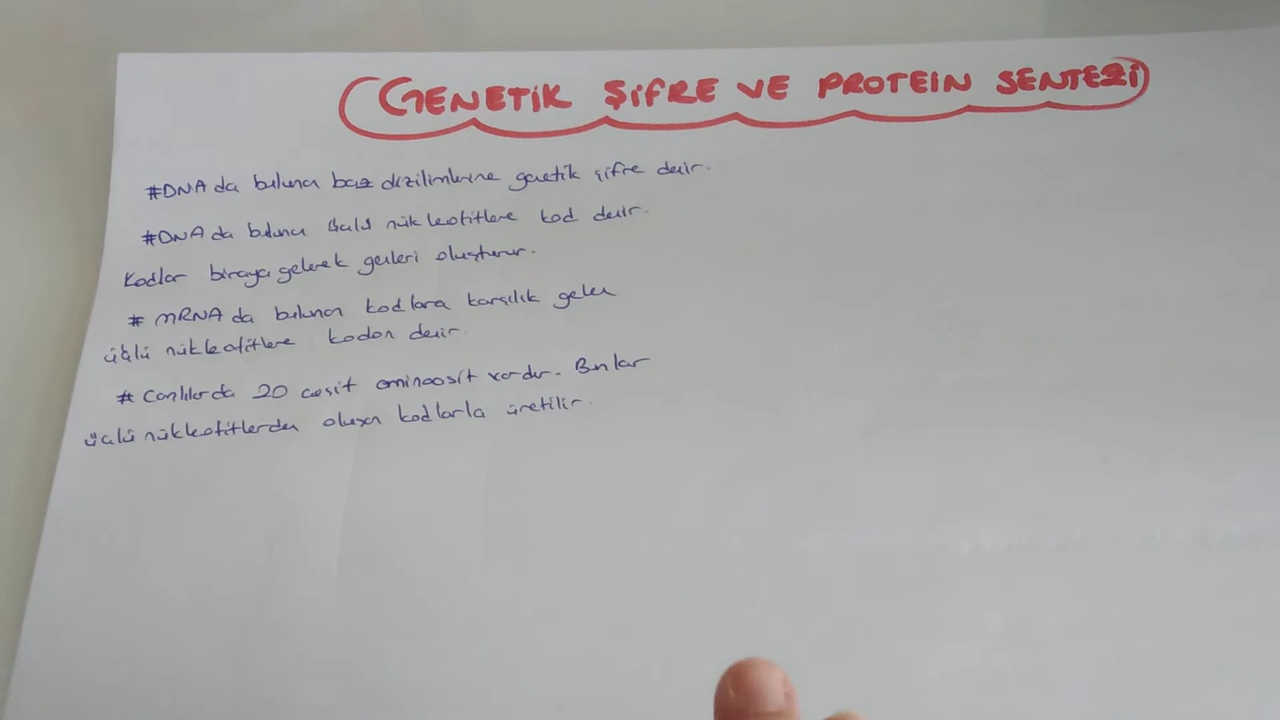 GENETİK ŞİFRE VE PROTEİN SENTEZİ
#DNA da bulunan baz dizilimlerine genetik şifre denir.
#DNA da bulunan üçlü nükleotitlere kod denir.
Kodlar biraraya gelerek genleri oluşturur.
# mRNA da bulunan kodlara karşılık gelen
üçlü nükleotitlere kodon denir.
# Canlılarda 20 çeşit aminoasit vardır. Bunlar
üçlü nükleotitlerden oluşan kodlarla üretilir.